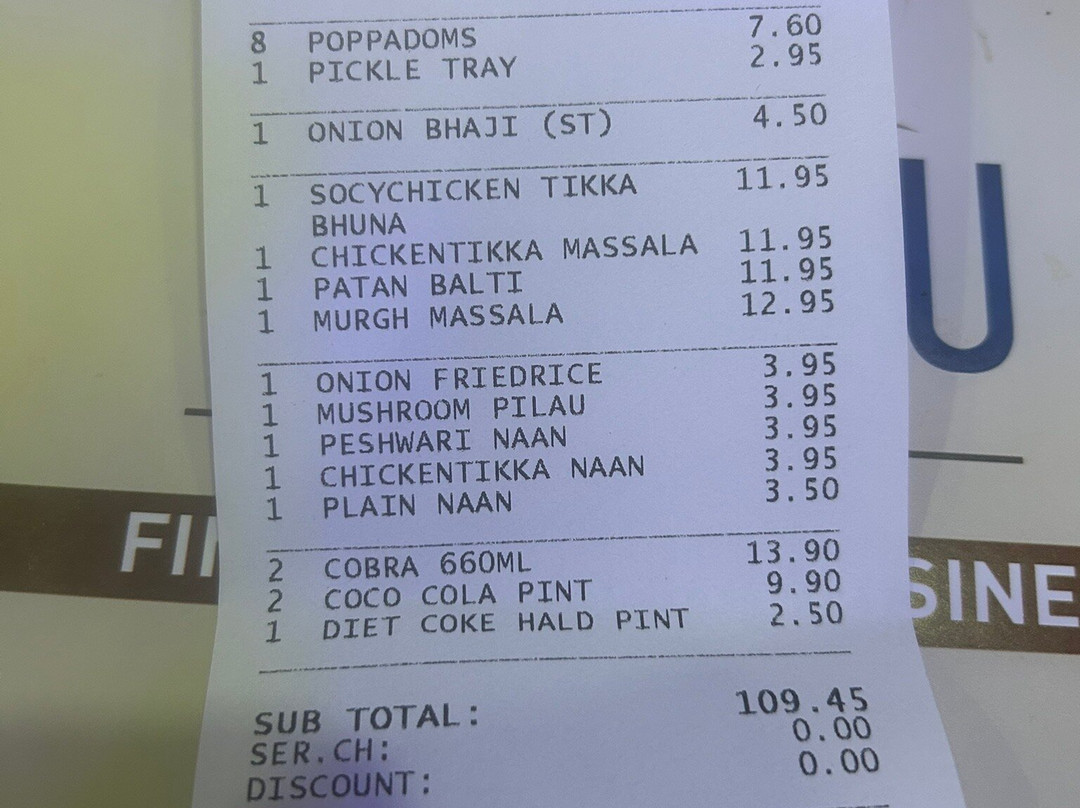 8 POPPADOMS 7.60
1 PICKLE TRAY 2.95
1 ONION BHAJI (ST) 4.50
1 SOCYCHICKEN TIKKA 11.95
BHUNA
1 CHICKENTIKKA MASSALA 11.95
1 PATAN BALTI 11.95
1 MURGH MASSALA 12.95
1 ONION FRIEDRICE 3.95
1 MUSHROOM PILAU 3.95
1 PESHWARI NAAN 3.95
1 CHICKENTIKKA NAAN 3.95
1 PLAIN NAAN 3.50
2 COBRA 660ML 13.90
2 COCO COLA PINT 9.90
1 DIET COKE HALD PINT 2.50
SUB TOTAL: 109.45
SER.CH: 0.00
DISCOUNT: 0.00
U
FI
SINE